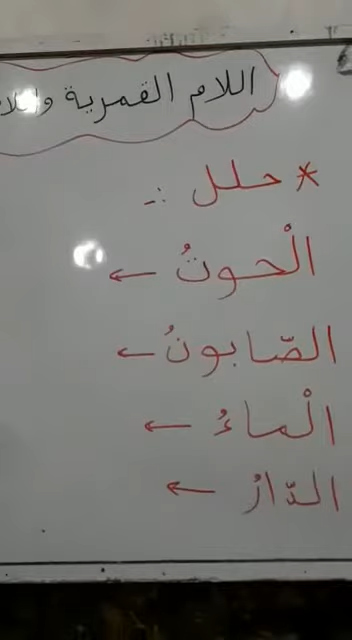 اللام القمرية
* حلل :-
الْحوتُ ←
الصّابونُ ←
الْماءُ ←
الدّارُ ←